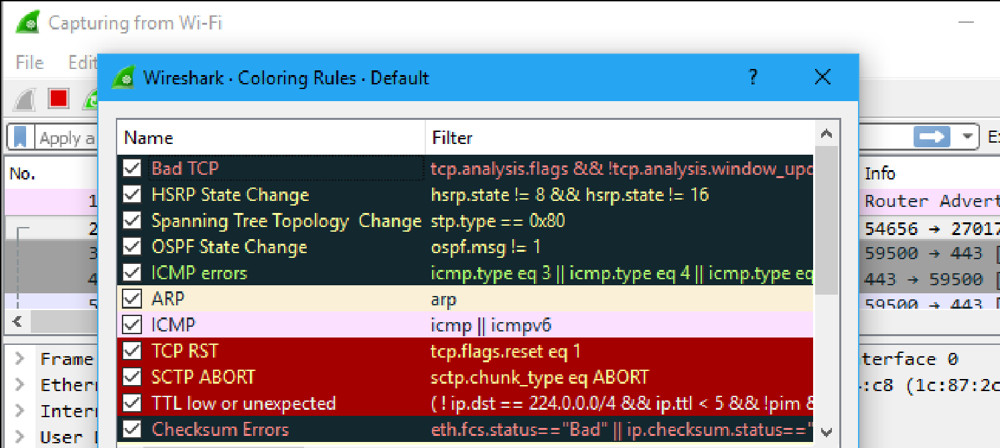 Capturing from Wi-Fi
File Edit
Wireshark · Coloring Rules · Default ?
Apply a
Name Filter
No. Info
Bad TCP tcp.analysis.flags && !tcp.analysis.window_upd
HSRP State Change hsrp.state != 8 && hsrp.state != 16
Spanning Tree Topology  Change stp.type == 0x80
OSPF State Change ospf.msg != 1
ICMP errors icmp.type eq 3 || icmp.type eq 4 || icmp.type eq
ARP arp
ICMP icmp || icmpv6
TCP RST tcp.flags.reset eq 1
SCTP ABORT sctp.chunk_type eq ABORT
TTL low or unexpected ( ! ip.dst == 224.0.0.0/4 && ip.ttl < 5 && !pim &
Checksum Errors eth.fcs.status=="Bad" || ip.checksum.status=="
1 Router Advert
2 54656 → 27017
3 59500 → 443 [
4 443 → 59500 [
5 59500 → 443 [
Frame terface 0
Ethern :c8 (1c:87:2c
Intern
User